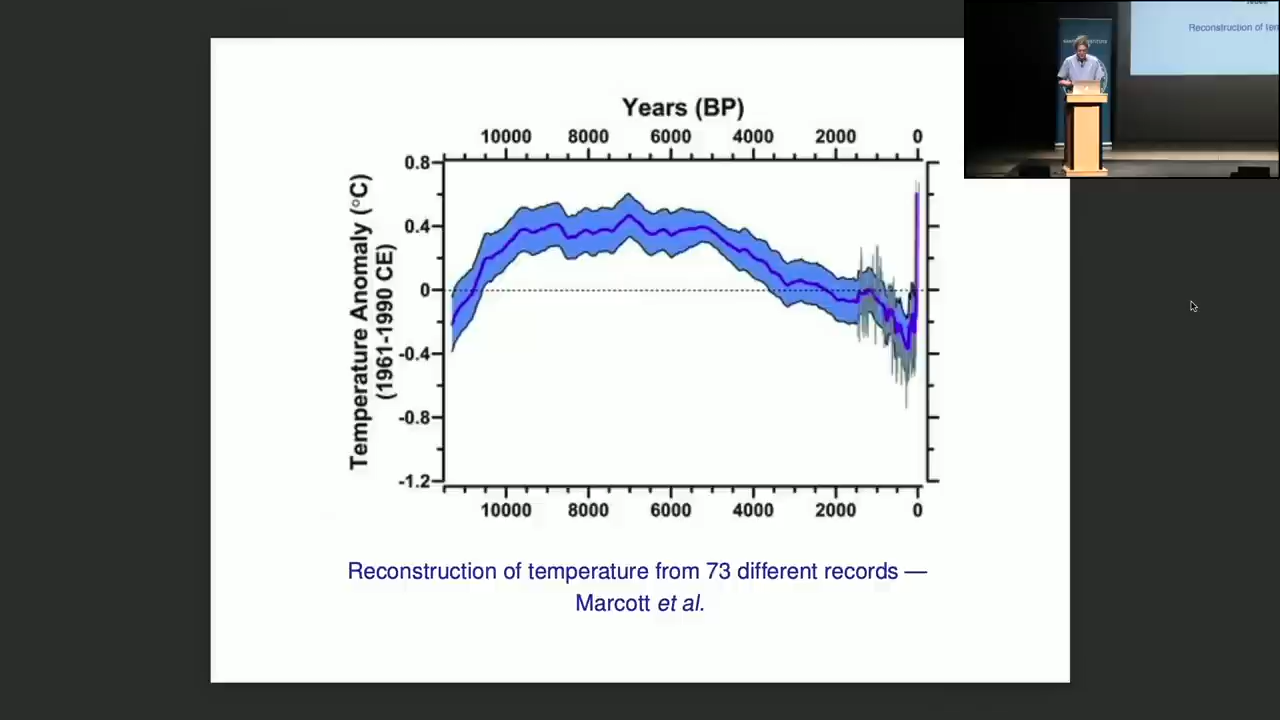 Years (BP)
10000 8000 6000 4000 2000 0
0.8
0.4
0
-0.4
-0.8
-1.2
Temperature Anomaly (°C)
(1961-1990 CE)
10000 8000 6000 4000 2000 0
Reconstruction of temperature from 73 different records —
Marcott et al.
Reconstruction of